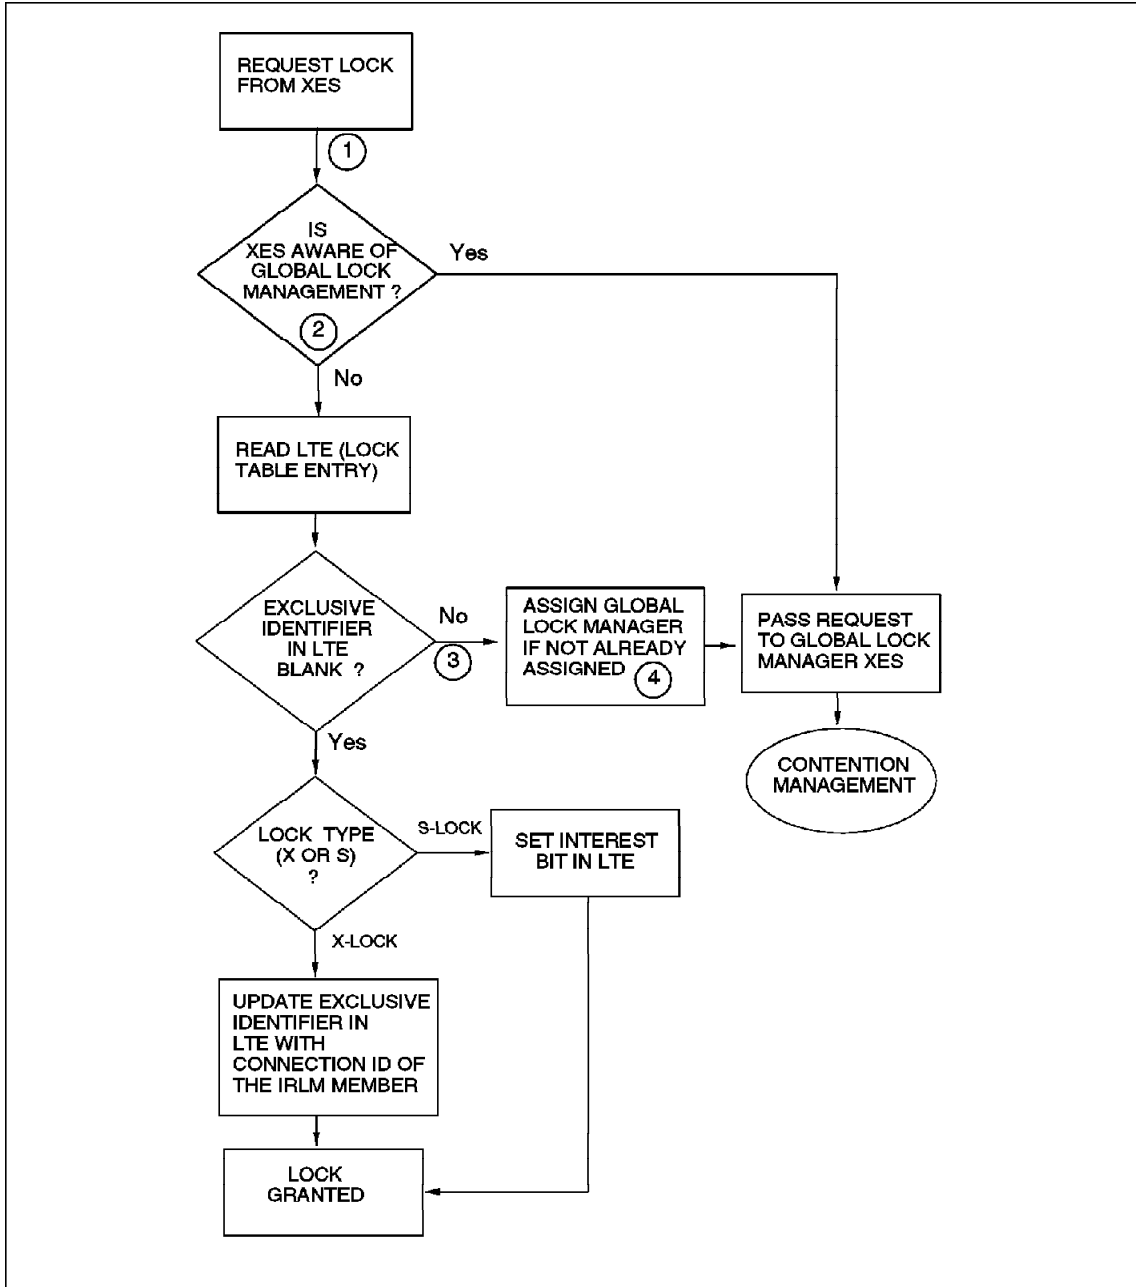 REQUEST LOCK
FROM XES
1
IS
XES AWARE OF
GLOBAL LOCK
MANAGEMENT ?
2
Yes
No
READ LTE (LOCK
TABLE ENTRY)
EXCLUSIVE
IDENTIFIER
IN LTE
BLANK ?
No
3
ASSIGN GLOBAL
LOCK MANAGER
IF NOT ALREADY
ASSIGNED
4
PASS REQUEST
TO GLOBAL LOCK
MANAGER XES
CONTENTION
MANAGEMENT
Yes
LOCK TYPE
(X OR S)
?
S-LOCK
SET INTEREST
BIT IN LTE
X-LOCK
UPDATE EXCLUSIVE
IDENTIFIER IN
LTE WITH
CONNECTION ID OF
THE IRLM MEMBER
LOCK
GRANTED